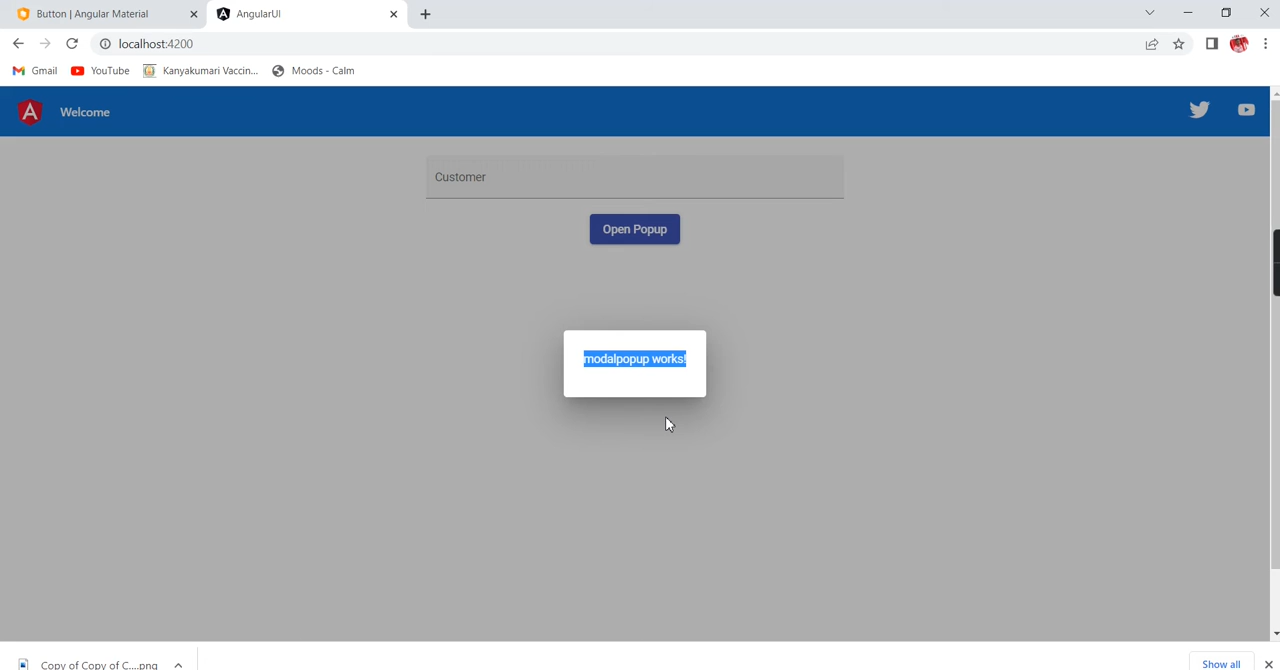 Button | Angular Material
AngularUI
localhost:4200
Gmail
YouTube
Kanyakumari Vaccin...
Moods - Calm
Welcome
Customer
Open Popup
modalpopup works!
Copy of Copy of C....png
Show all